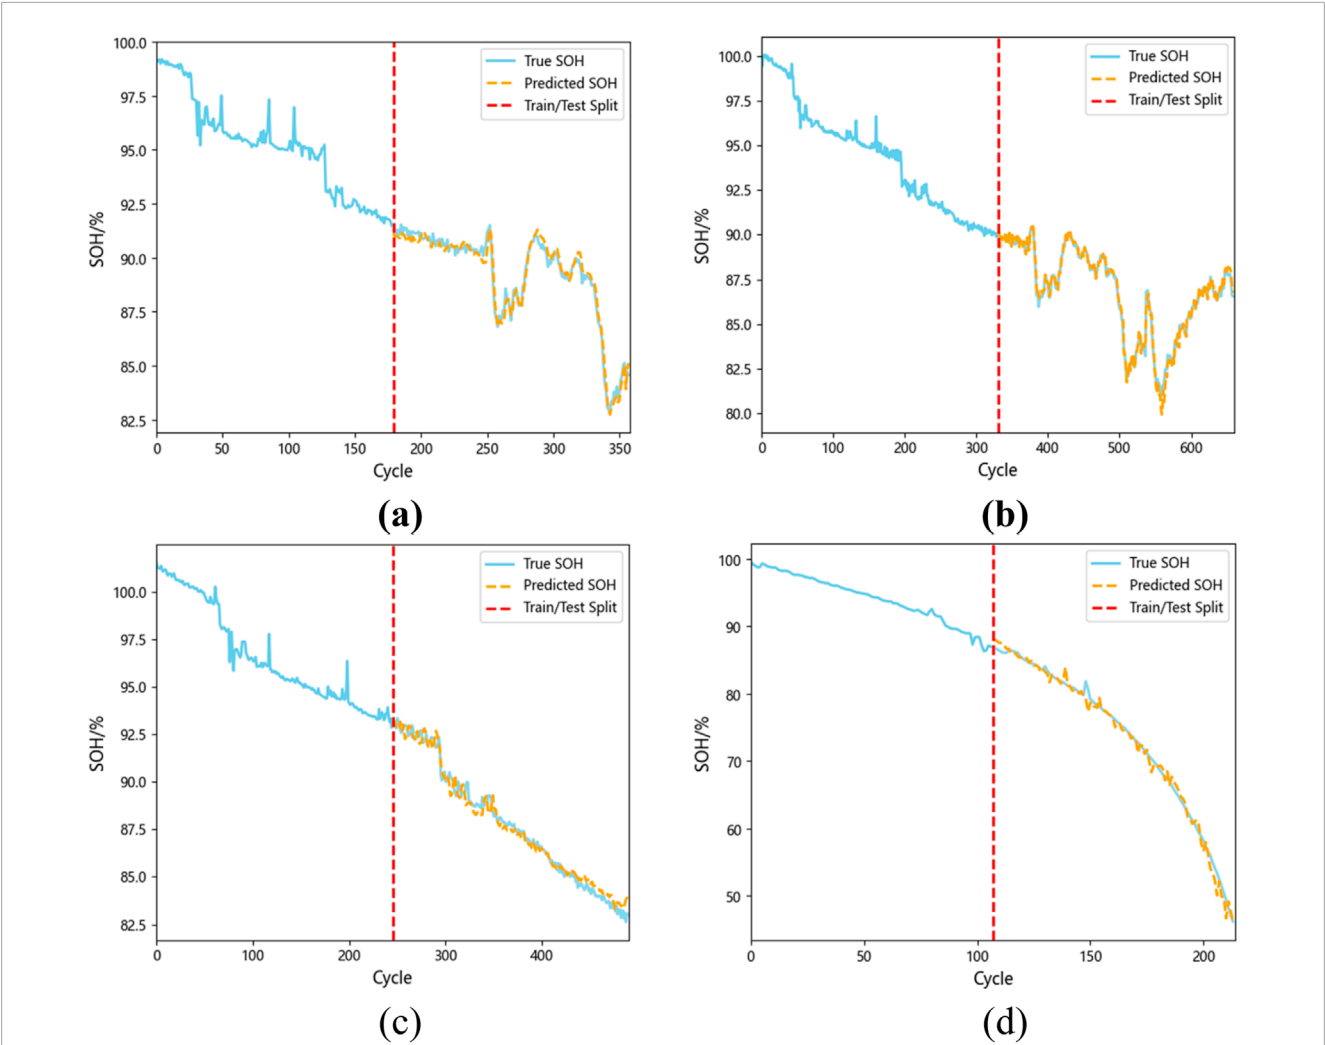 100.0
97.5
95.0
92.5
90.0
87.5
85.0
82.5
SOH/%
0 50 100 150 200 250 300 350
Cycle
True SOH
Predicted SOH
Train/Test Split
(a)
100.0
97.5
95.0
92.5
90.0
87.5
85.0
82.5
80.0
SOH/%
0 100 200 300 400 500 600
Cycle
True SOH
Predicted SOH
Train/Test Split
(b)
100.0
97.5
95.0
92.5
90.0
87.5
85.0
82.5
SOH/%
0 100 200 300 400
Cycle
True SOH
Predicted SOH
Train/Test Split
(c)
100
90
80
70
60
50
SOH/%
0 50 100 150 200
Cycle
True SOH
Predicted SOH
Train/Test Split
(d)